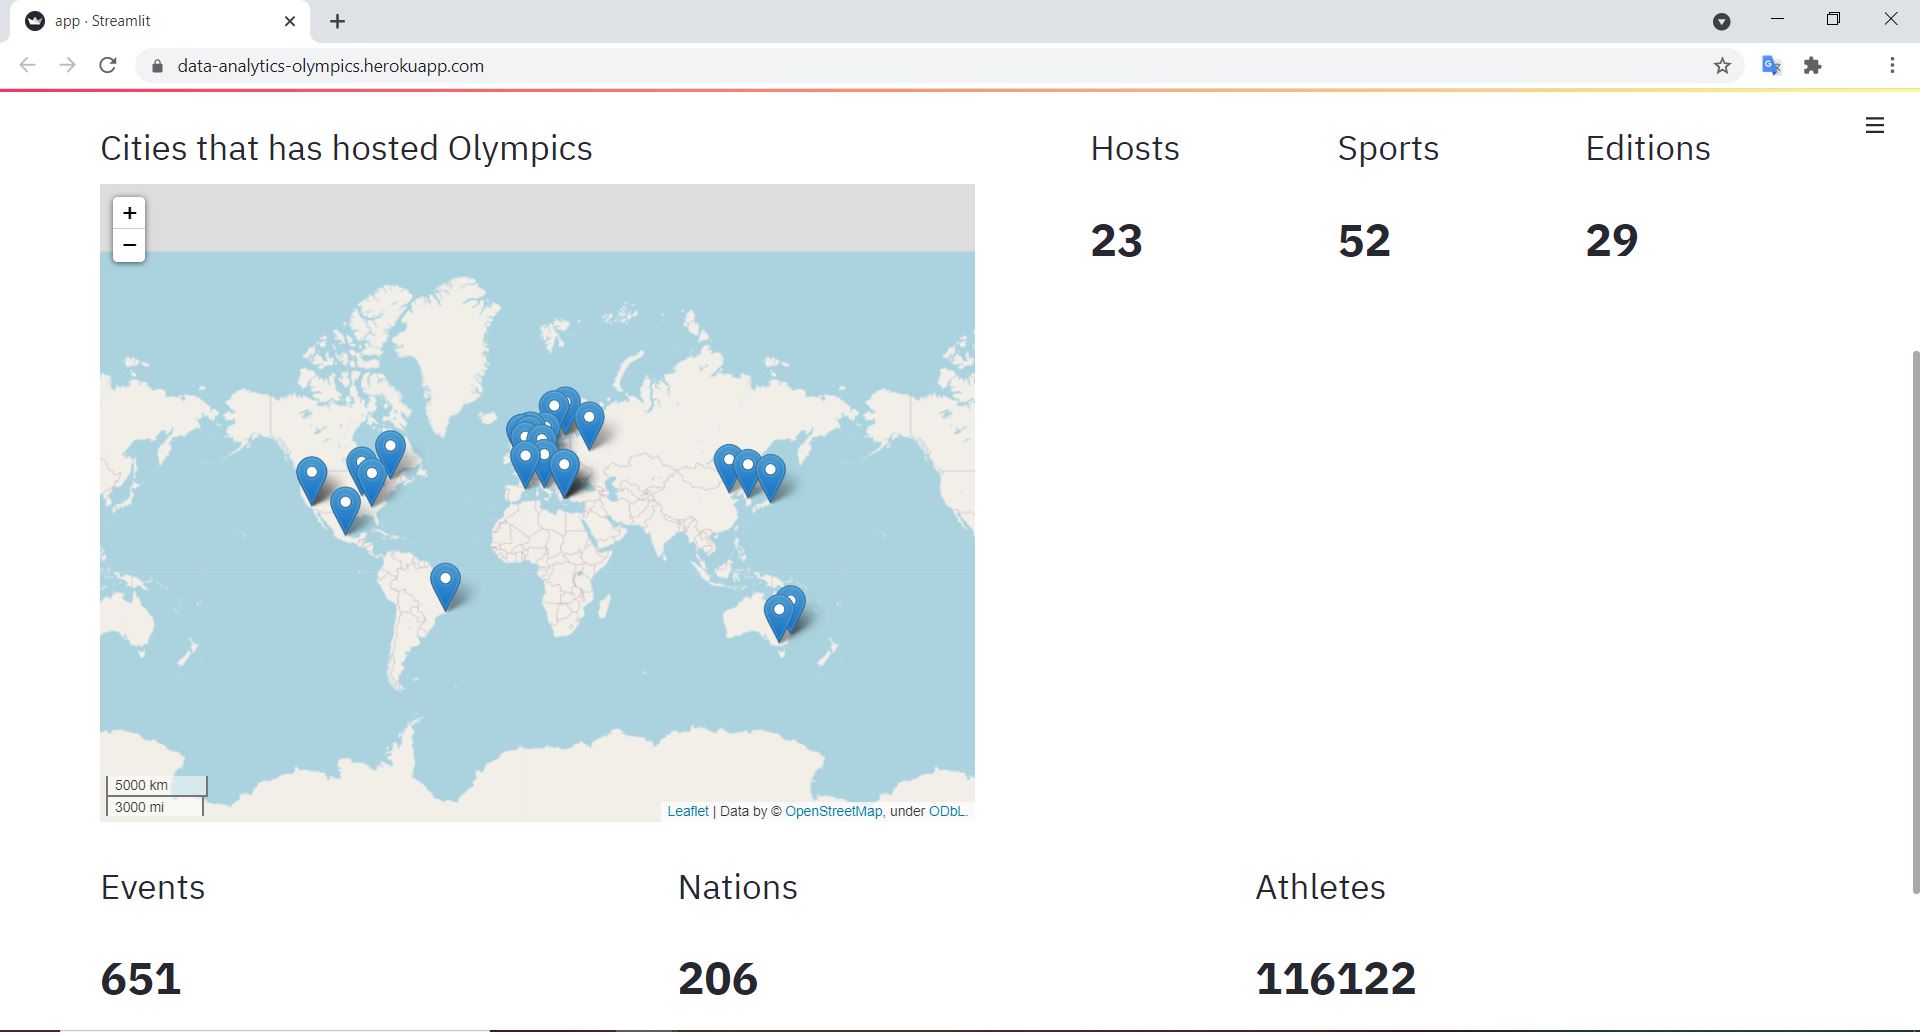 app · Streamlit
data-analytics-olympics.herokuapp.com
Cities that has hosted Olympics
Hosts
Sports
Editions
+
−
23
52
29
5000 km
3000 mi
Leaflet | Data by © OpenStreetMap, under ODbL.
Events
Nations
Athletes
651
206
116122